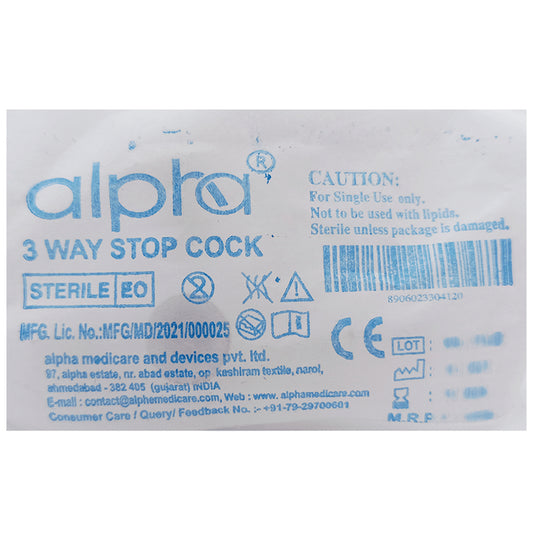 alpha®
3 WAY STOP COCK
STERILE EO
MFG. Lic. No.:MFG/MD/2021/000025
alpha medicare and devices pvt. ltd.
97, alpha estate, nr. abad estate, op. kashiram textile, narol,
ahmedabad - 382 405 (gujarat) INDIA
E-mail : contact@alphamedicare.com, Web : www.alphamedicare.com
Consumer Care / Query/ Feedback No. :- +91-79-29700601
CAUTION:
For Single Use only.
Not to be used with lipids.
Sterile unless package is damaged.
8906023304120
CE
LOT :
M.R.P